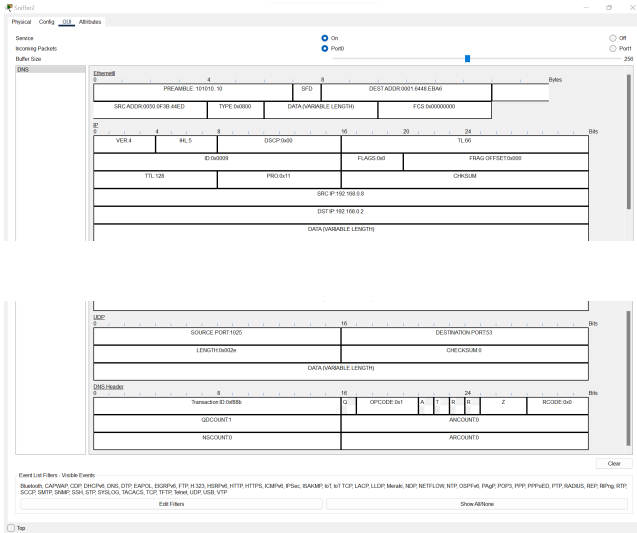 Sniffer2
Physical Config GUI Attributes
Service On Off
Incoming Packets Port0 Port1
Buffer Size 256
DNS
EthernetII
4 8 Bytes
PREAMBLE: 101010..10 SFD DEST ADDR:0001.6448.EBA6
SRC ADDR:0050.0F3B.44ED TYPE:0x0800 DATA (VARIABLE LENGTH) FCS:0x00000000
IP
0 4 8 16 20 24 Bits
VER:4 IHL:5 DSCP:0x00 TL:66
ID:0x0009 FLAGS:0x0 FRAG OFFSET:0x000
TTL:128 PRO:0x11 CHKSUM
SRC IP:192.168.0.8
DST IP:192.168.0.2
DATA (VARIABLE LENGTH)
UDP
0 16 Bits
SOURCE PORT:1025 DESTINATION PORT:53
LENGTH:0x002e CHECKSUM:0
DATA (VARIABLE LENGTH)
DNS Header
0 8 16 24 Bits
Transaction ID:0xf88b Q OPCODE:0x1 A T R R Z RCODE:0x0
QDCOUNT:1 ANCOUNT:0
NSCOUNT:0 ARCOUNT:0
Clear
Event List Filters - Visible Events
Bluetooth, CAPWAP, CDP, DHCPv6, DNS, DTP, EAPOL, EIGRPv6, FTP, H.323, HSRPv6, HTTP, HTTPS, ICMPv6, IPSec, ISAKMP, IoT, IoT TCP, LACP, LLDP, Meraki, NDP, NETFLOW, NTP, OSPFv6, PAgP, POP3, PPP, PPPoED, PTP, RADIUS, REP, RIPng, RTP,
SCCP, SMTP, SNMP, SSH, STP, SYSLOG, TACACS, TCP, TFTP, Telnet, UDP, USB, VTP
Edit Filters Show All/None
Top